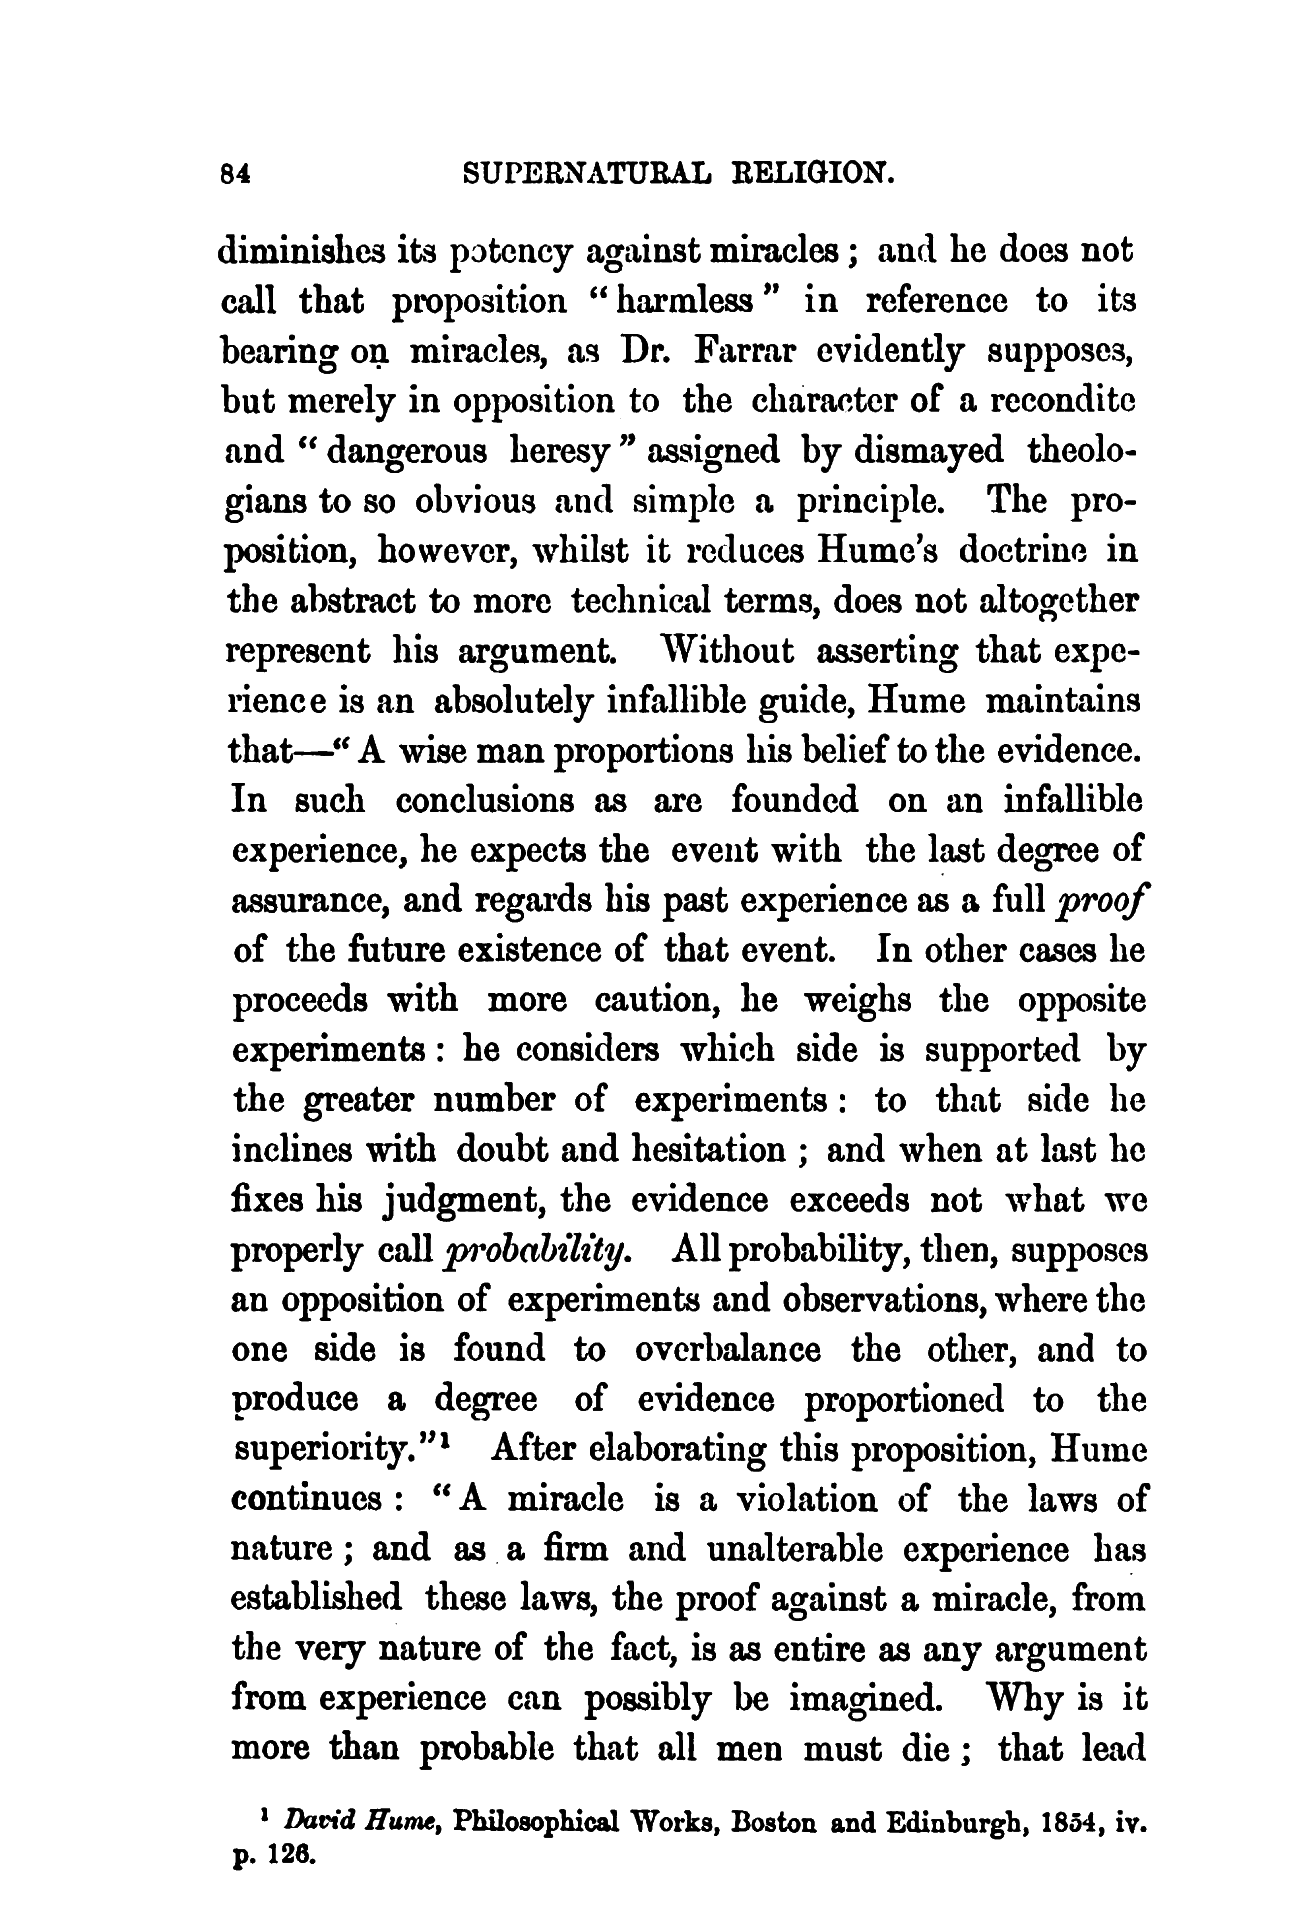 84 SUPERNATURAL RELIGION.
diminishes its potency against miracles ; and he does not
call that proposition “ harmless ” in reference to its
bearing on miracles, as Dr. Farrar evidently supposes,
but merely in opposition to the character of a recondite
and “ dangerous heresy ” assigned by dismayed theolo-
gians to so obvious and simple a principle. The pro-
position, however, whilst it reduces Hume’s doctrine in
the abstract to more technical terms, does not altogether
represent his argument. Without asserting that expe-
rience is an absolutely infallible guide, Hume maintains
that—“ A wise man proportions his belief to the evidence.
In such conclusions as are founded on an infallible
experience, he expects the event with the last degree of
assurance, and regards his past experience as a full proof
of the future existence of that event. In other cases he
proceeds with more caution, he weighs the opposite
experiments : he considers which side is supported by
the greater number of experiments : to that side he
inclines with doubt and hesitation ; and when at last he
fixes his judgment, the evidence exceeds not what we
properly call probability. All probability, then, supposes
an opposition of experiments and observations, where the
one side is found to overbalance the other, and to
produce a degree of evidence proportioned to the
superiority.”¹ After elaborating this proposition, Hume
continues : “ A miracle is a violation of the laws of
nature ; and as a firm and unalterable experience has
established these laws, the proof against a miracle, from
the very nature of the fact, is as entire as any argument
from experience can possibly be imagined. Why is it
more than probable that all men must die ; that lead
¹ David Hume, Philosophical Works, Boston and Edinburgh, 1854, iv.
p. 126.